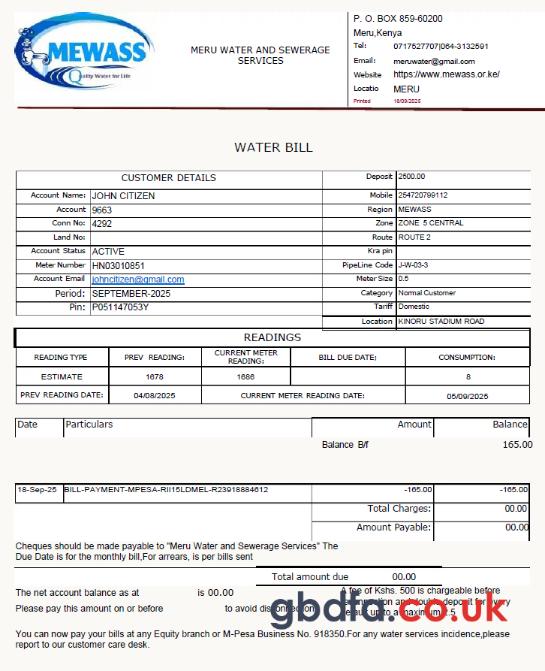 MEWASS
Quality Water for Life
MERU WATER AND SEWERAGE
SERVICES
P. O. BOX 859-60200
Meru,Kenya
Tel: 0717527707|064-3132591
Email: meruwater@gmail.com
Website https://www.mewass.or.ke/
Locatio MERU
Printed 18/09/2025
WATER BILL
CUSTOMER DETAILS Deposit 2500.00
Account Name: JOHN CITIZEN Mobile 254720799112
Account 9663 Region MEWASS
Conn No: 4292 Zone ZONE 5 CENTRAL
Land No: Route ROUTE 2
Account Status ACTIVE Kra pin
Meter Number HN03010851 PipeLine Code J-W-03-3
Account Email johncitizen@gmail.com Meter Size 0.5
Period: SEPTEMBER-2025 Category Normal Customer
Pin: P051147053Y Tariff Domestic
Location KINORU STADIUM ROAD
READINGS
READING TYPE PREV READING: CURRENT METER READING: BILL DUE DATE: CONSUMPTION:
ESTIMATE 1678 1686 8
PREV READING DATE: 04/08/2025 CURRENT METER READING DATE: 05/09/2025
Date Particulars Amount Balance
Balance B/f 165.00
18-Sep-25 BILL-PAYMENT-MPESA-RII15LDMEL-R23918884612 -165.00 -165.00
Total Charges: 00.00
Amount Payable: 00.00
Cheques should be made payable to "Meru Water and Sewerage Services" The
Due Date is for the monthly bill,For arrears, is per bills sent
Total amount due 00.00
The net account balance as at is 00.00 A fee of Kshs. 500 is chargeable before
Please pay this amount on or before to avoid disconnection deposit for every
maximum
gbdfa.co.uk
You can now pay your bills at any Equity branch or M-Pesa Business No. 918350.For any water services incidence,please
report to our customer care desk.